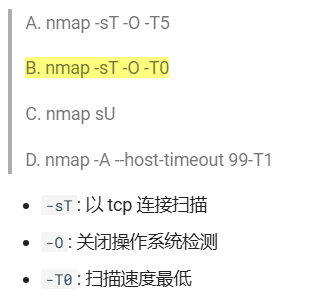 A. nmap -sT -O -T5
B. nmap -sT -O -T0
C. nmap sU
D. nmap -A --host-timeout 99-T1
-sT : 以 tcp 连接扫描
-O : 关闭操作系统检测
-T0 : 扫描速度最低